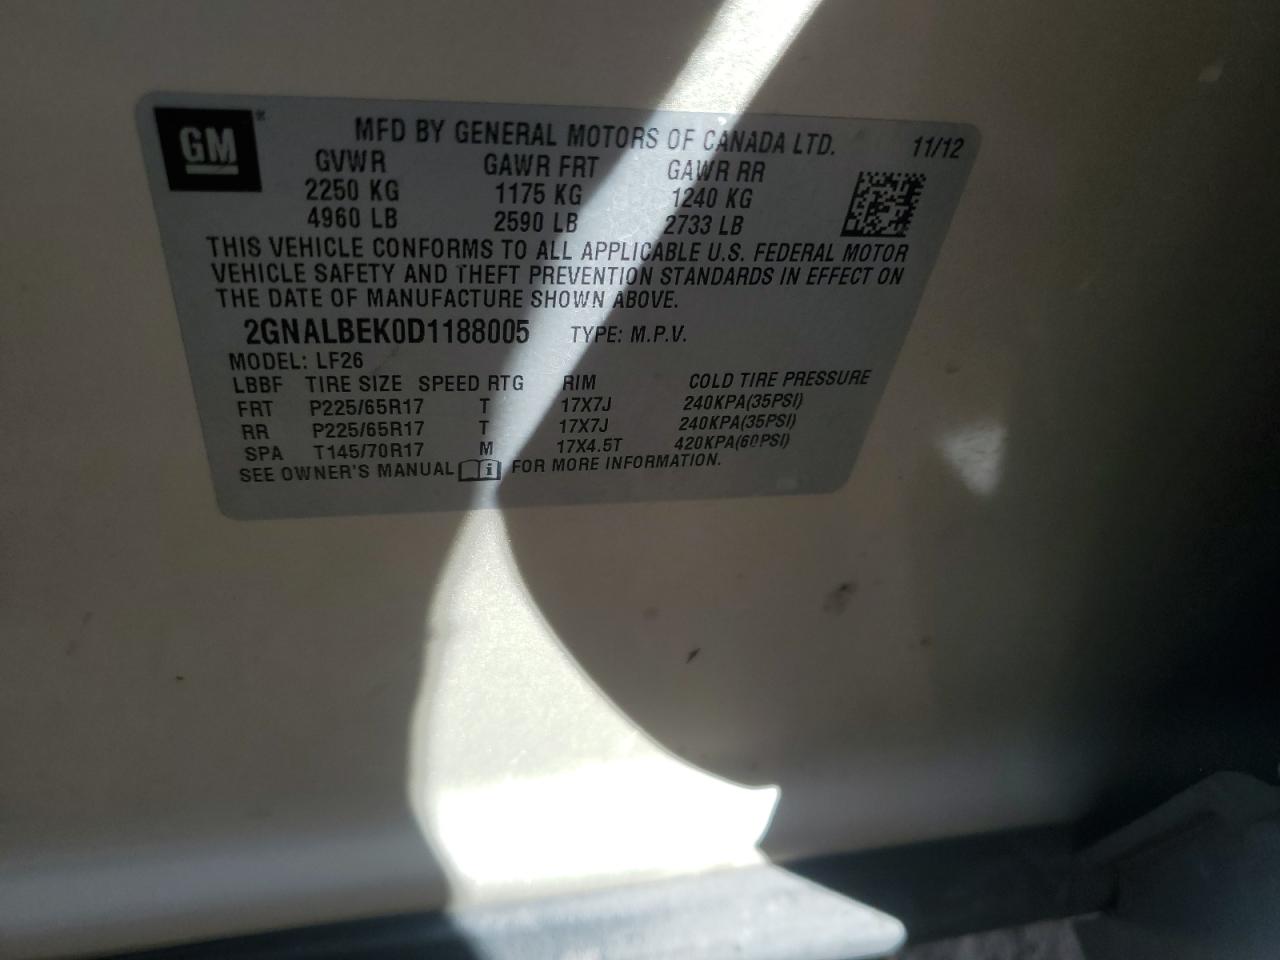 GM ®
MFD BY GENERAL MOTORS OF CANADA LTD. 11/12
GVWR GAWR FRT GAWR RR
2250 KG 1175 KG 1240 KG
4960 LB 2590 LB 2733 LB
THIS VEHICLE CONFORMS TO ALL APPLICABLE U.S. FEDERAL MOTOR
VEHICLE SAFETY AND THEFT PREVENTION STANDARDS IN EFFECT ON
THE DATE OF MANUFACTURE SHOWN ABOVE.
2GNALBEK0D1188005 TYPE: M.P.V.
MODEL: LF26
LBBF TIRE SIZE SPEED RTG RIM COLD TIRE PRESSURE
FRT P225/65R17 T 17X7J 240KPA(35PSI)
RR P225/65R17 T 17X7J 240KPA(35PSI)
SPA T145/70R17 M 17X4.5T 420KPA(60PSI)
SEE OWNER'S MANUAL i FOR MORE INFORMATION.